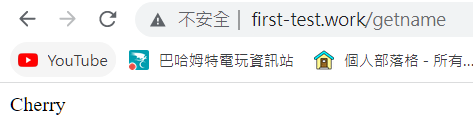 不安全 | first-test.work/getname
YouTube 巴哈姆特電玩資訊站 個人部落格 - 所有...
Cherry